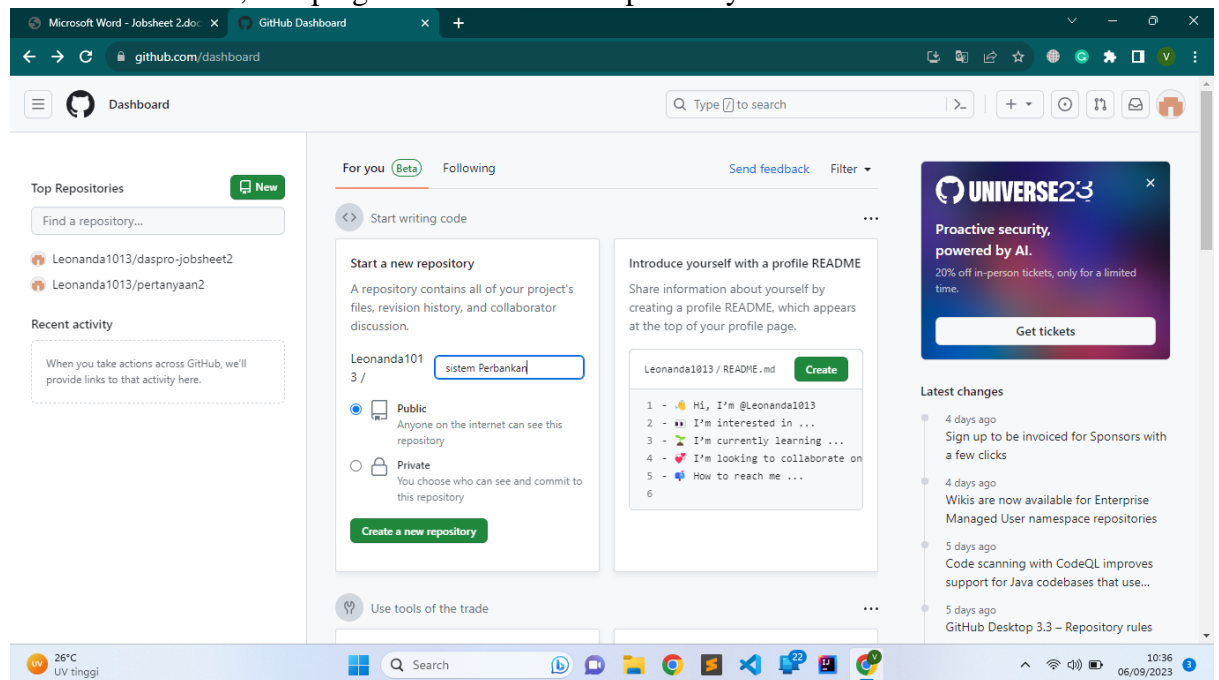 Microsoft Word - Jobsheet 2.doc
GitHub Dashboard
github.com/dashboard
Dashboard
Type / to search
Top Repositories
New
Find a repository...
Leonanda1013/daspro-jobsheet2
Leonanda1013/pertanyaan2
Recent activity
When you take actions across GitHub, we'll
provide links to that activity here.
For you Beta Following
Send feedback Filter
Start writing code
Start a new repository
A repository contains all of your project's
files, revision history, and collaborator
discussion.
Leonanda101
3 /
sistem Perbankan
Public
Anyone on the internet can see this
repository
Private
You choose who can see and commit to
this repository
Create a new repository
Introduce yourself with a profile README
Share information about yourself by
creating a profile README, which appears
at the top of your profile page.
Leonanda1013 / README.md
Create
1 - 👋 Hi, I'm @Leonanda1013
2 - 👀 I'm interested in ...
3 - 🌱 I'm currently learning ...
4 - 💞️ I'm looking to collaborate on
5 - 📫 How to reach me ...
6
Use tools of the trade
UNIVERSE23
Proactive security,
powered by AI.
20% off in-person tickets, only for a limited
time.
Get tickets
Latest changes
4 days ago
Sign up to be invoiced for Sponsors with
a few clicks
4 days ago
Wikis are now available for Enterprise
Managed User namespace repositories
5 days ago
Code scanning with CodeQL improves
support for Java codebases that use...
5 days ago
GitHub Desktop 3.3 – Repository rules
26°C
UV tinggi
Search
22
10:36
06/09/2023
3